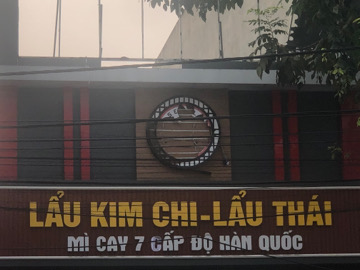 LẨU KIM CHI-LẨU THÁI
MÌ CAY 7 CẤP ĐỘ HÀN QUỐC